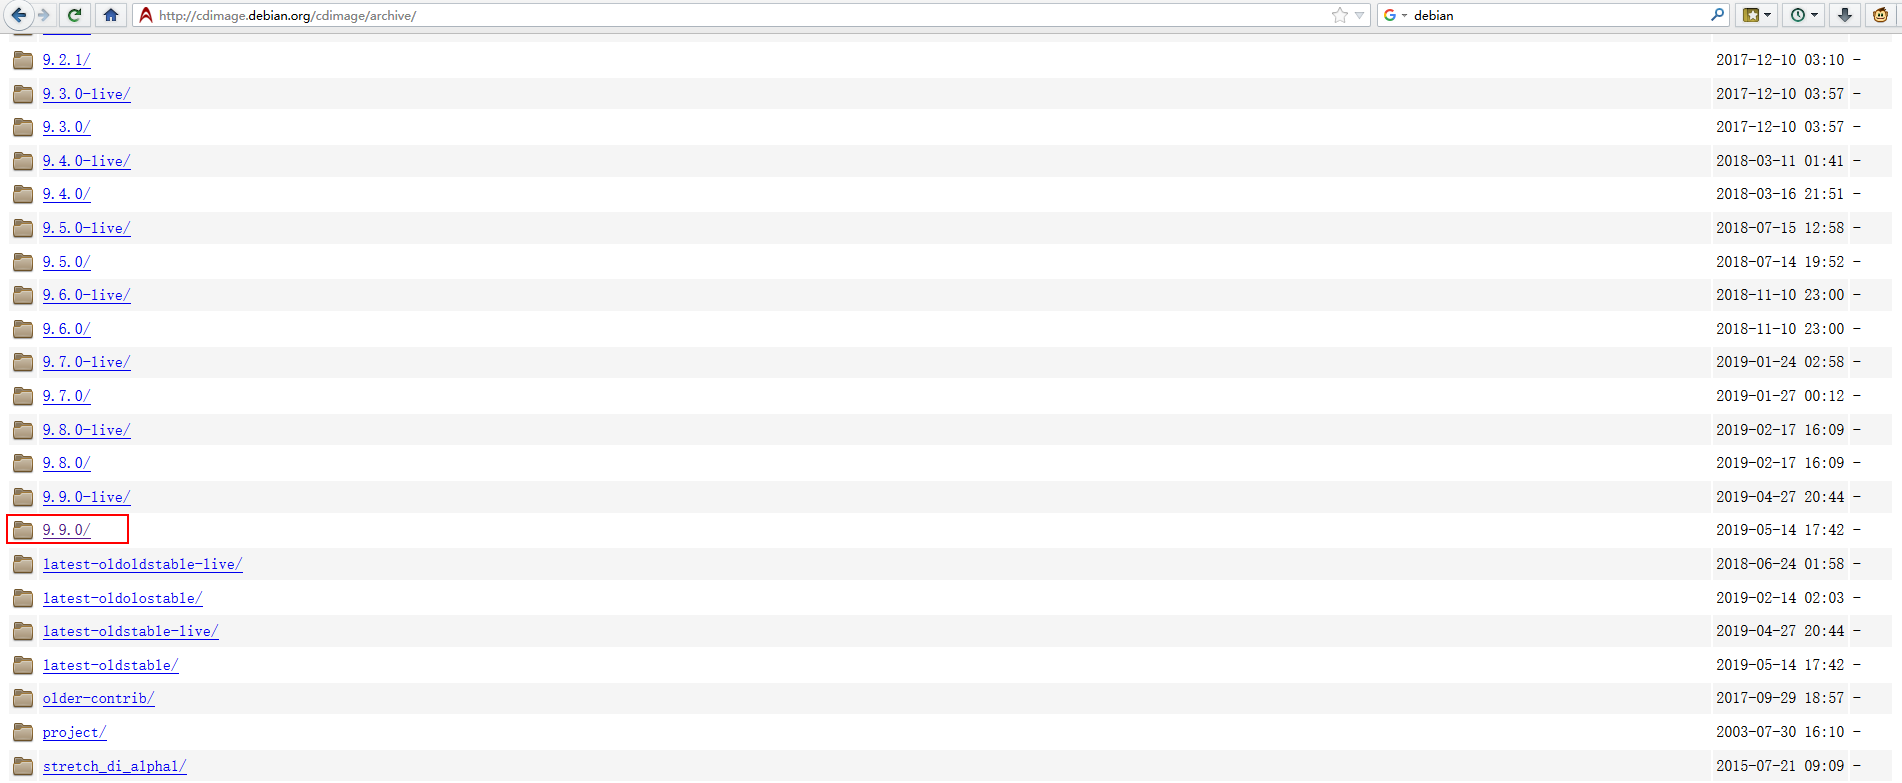 http://cdimage.debian.org/cdimage/archive/
debian
9.2.1/ 2017-12-10 03:10 -
9.3.0-live/ 2017-12-10 03:57 -
9.3.0/ 2017-12-10 03:57 -
9.4.0-live/ 2018-03-11 01:41 -
9.4.0/ 2018-03-16 21:51 -
9.5.0-live/ 2018-07-15 12:58 -
9.5.0/ 2018-07-14 19:52 -
9.6.0-live/ 2018-11-10 23:00 -
9.6.0/ 2018-11-10 23:00 -
9.7.0-live/ 2019-01-24 02:58 -
9.7.0/ 2019-01-27 00:12 -
9.8.0-live/ 2019-02-17 16:09 -
9.8.0/ 2019-02-17 16:09 -
9.9.0-live/ 2019-04-27 20:44 -
9.9.0/ 2019-05-14 17:42 -
latest-oldoldstable-live/ 2018-06-24 01:58 -
latest-oldolostable/ 2019-02-14 02:03 -
latest-oldstable-live/ 2019-04-27 20:44 -
latest-oldstable/ 2019-05-14 17:42 -
older-contrib/ 2017-09-29 18:57 -
project/ 2003-07-30 16:10 -
stretch_di_alpha1/ 2015-07-21 09:09 -